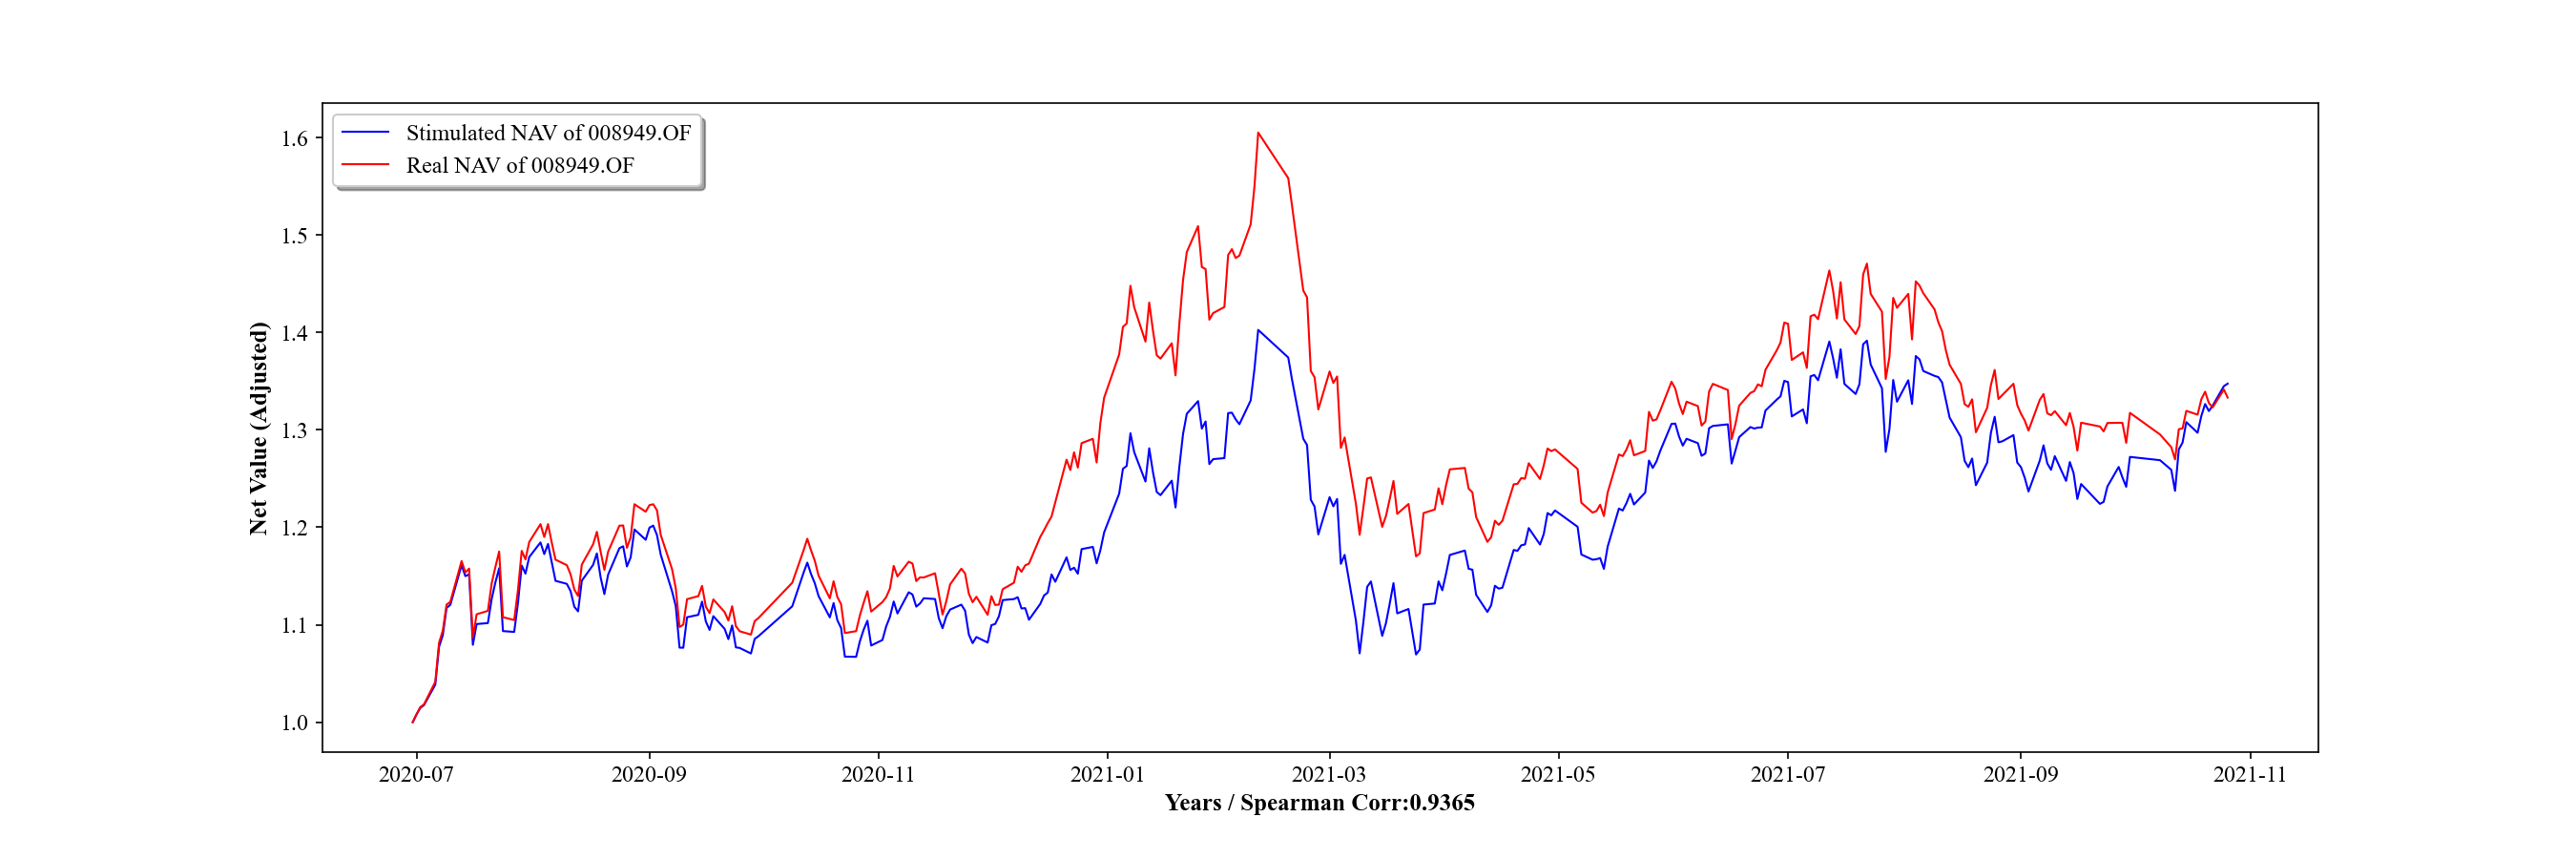 Stimulated NAV of 008949.OF
Real NAV of 008949.OF
Net Value (Adjusted)
1.6
1.5
1.4
1.3
1.2
1.1
1.0
2020-07 2020-09 2020-11 2021-01 2021-03 2021-05 2021-07 2021-09 2021-11
Years / Spearman Corr:0.9365